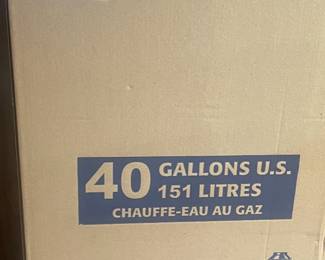 40 GALLONS U.S.
151 LITRES
CHAUFFE-EAU AU GAZ